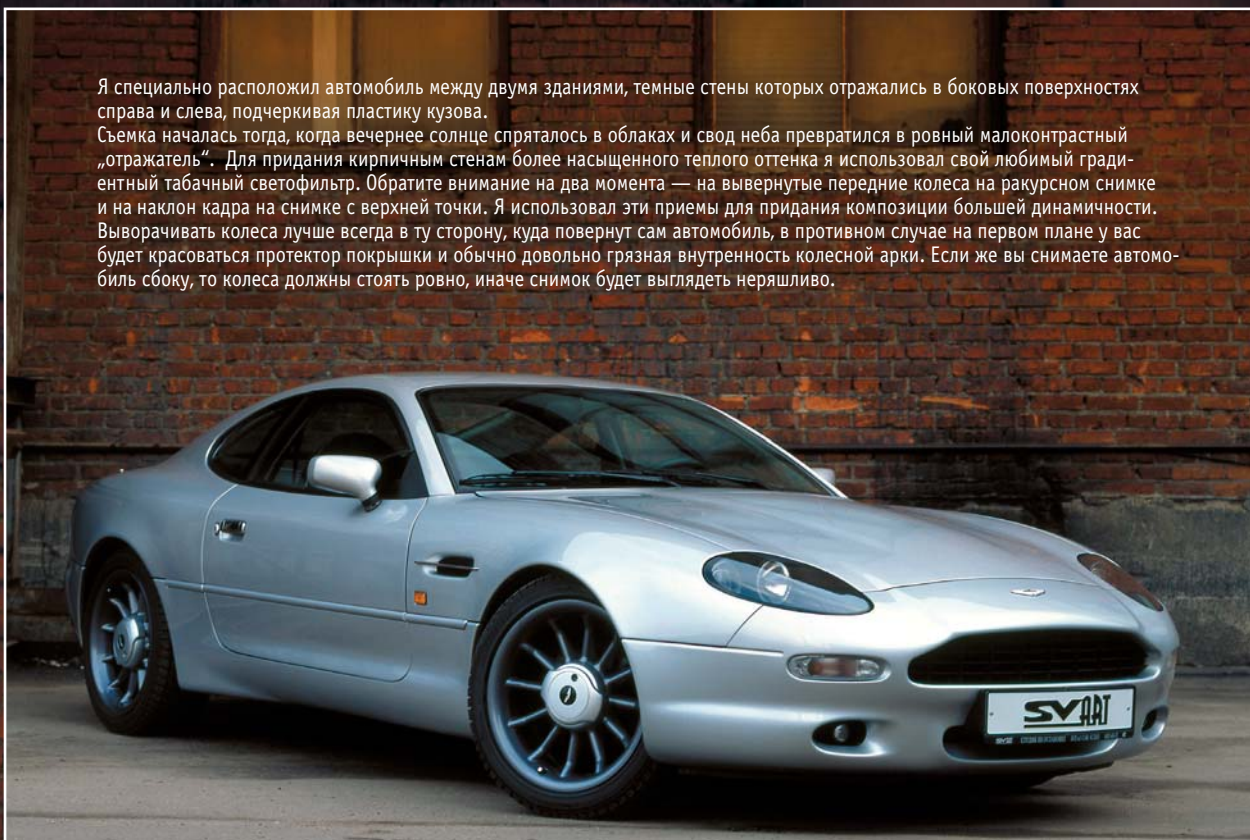 Я специально расположил автомобиль между двумя зданиями, темные стены которых отражались в боковых поверхностях
справа и слева, подчеркивая пластику кузова.
Съемка началась тогда, когда вечернее солнце спряталось в облаках и свод неба превратился в ровный малоконтрастный
„отражатель“. Для придания кирпичным стенам более насыщенного теплого оттенка я использовал свой любимый гради-
ентный табачный светофильтр. Обратите внимание на два момента — на вывернутые передние колеса на ракурсном снимке
и на наклон кадра на снимке с верхней точки. Я использовал эти приемы для придания композиции большей динамичности.
Выворачивать колеса лучше всегда в ту сторону, куда повернут сам автомобиль, в противном случае на первом плане у вас
будет красоваться протектор покрышки и обычно довольно грязная внутренность колесной арки. Если же вы снимаете автомо-
биль сбоку, то колеса должны стоять ровно, иначе снимок будет выглядеть неряшливо.
SVART